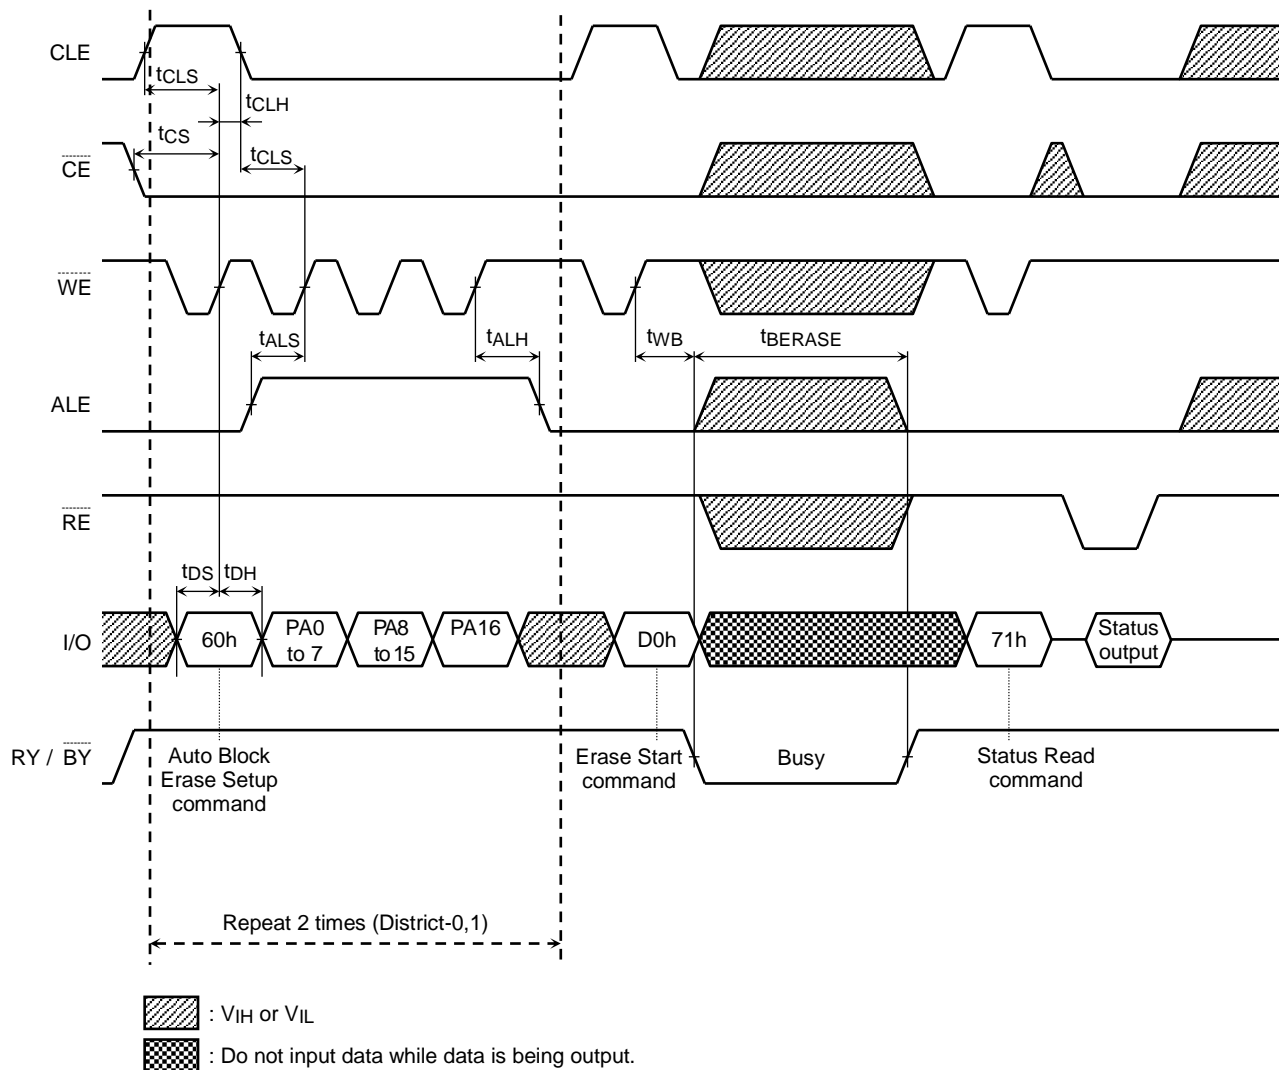 CLE
tCLS
tCLH
tCS
tCLS
CE
WE
tALS
tALH
tWB
tBERASE
ALE
RE
tDS
tDH
I/O
60h
PA0
to 7
PA8
to 15
PA16
D0h
71h
Status
output
RY / BY
Auto Block
Erase Setup
command
Erase Start
command
Busy
Status Read
command
Repeat 2 times (District-0,1)
: VIH or VIL
: Do not input data while data is being output.